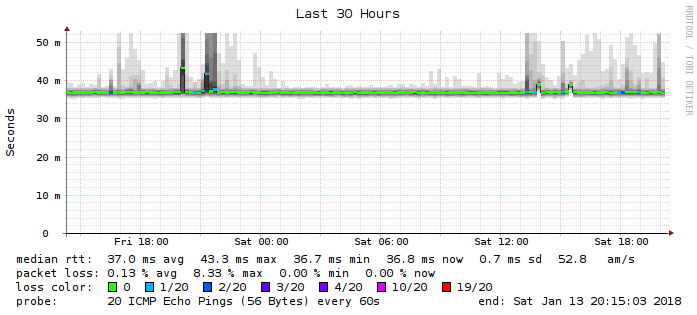 Last 30 Hours
RRDTOOL / TOBI OETIKER
Seconds
50 m
40 m
30 m
20 m
10 m
0
Fri 18:00 Sat 00:00 Sat 06:00 Sat 12:00 Sat 18:00
median rtt: 37.0 ms avg 43.3 ms max 36.7 ms min 36.8 ms now 0.7 ms sd 52.8 am/s
packet loss: 0.13 % avg 8.33 % max 0.00 % min 0.00 % now
loss color: 0 1/20 2/20 3/20 4/20 10/20 19/20
probe: 20 ICMP Echo Pings (56 Bytes) every 60s end: Sat Jan 13 20:15:03 2018